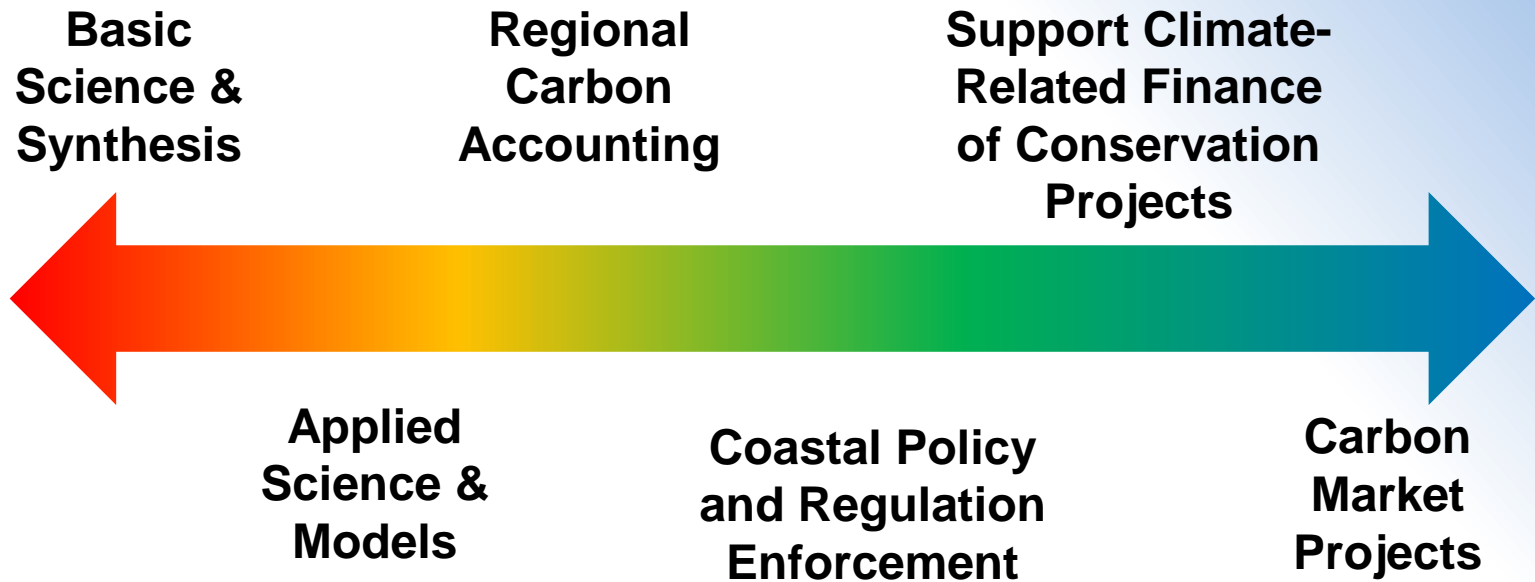 Basic
Science &
Synthesis
Regional
Carbon
Accounting
Support Climate-
Related Finance
of Conservation
Projects
Applied
Science &
Models
Coastal Policy
and Regulation
Enforcement
Carbon
Market
Projects